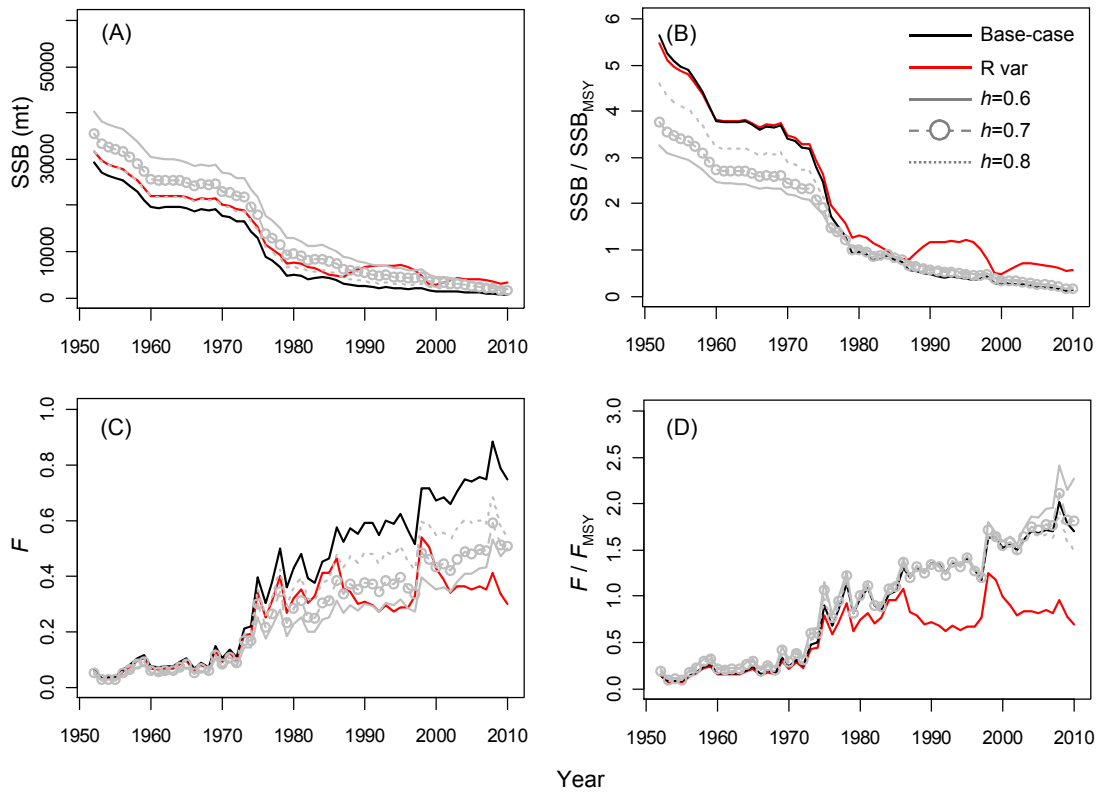 (A)
SSB (mt)
50000
30000
10000
0
1950 1960 1970 1980 1990 2000 2010
(B)
SSB / SSB_MSY
6
5
4
3
2
1
0
Base-case
R var
h=0.6
h=0.7
h=0.8
1950 1960 1970 1980 1990 2000 2010
(C)
F
1.0
0.8
0.6
0.4
0.2
0.0
1950 1960 1970 1980 1990 2000 2010
(D)
F / F_MSY
3.0
2.5
2.0
1.5
1.0
0.5
0.0
1950 1960 1970 1980 1990 2000 2010
Year